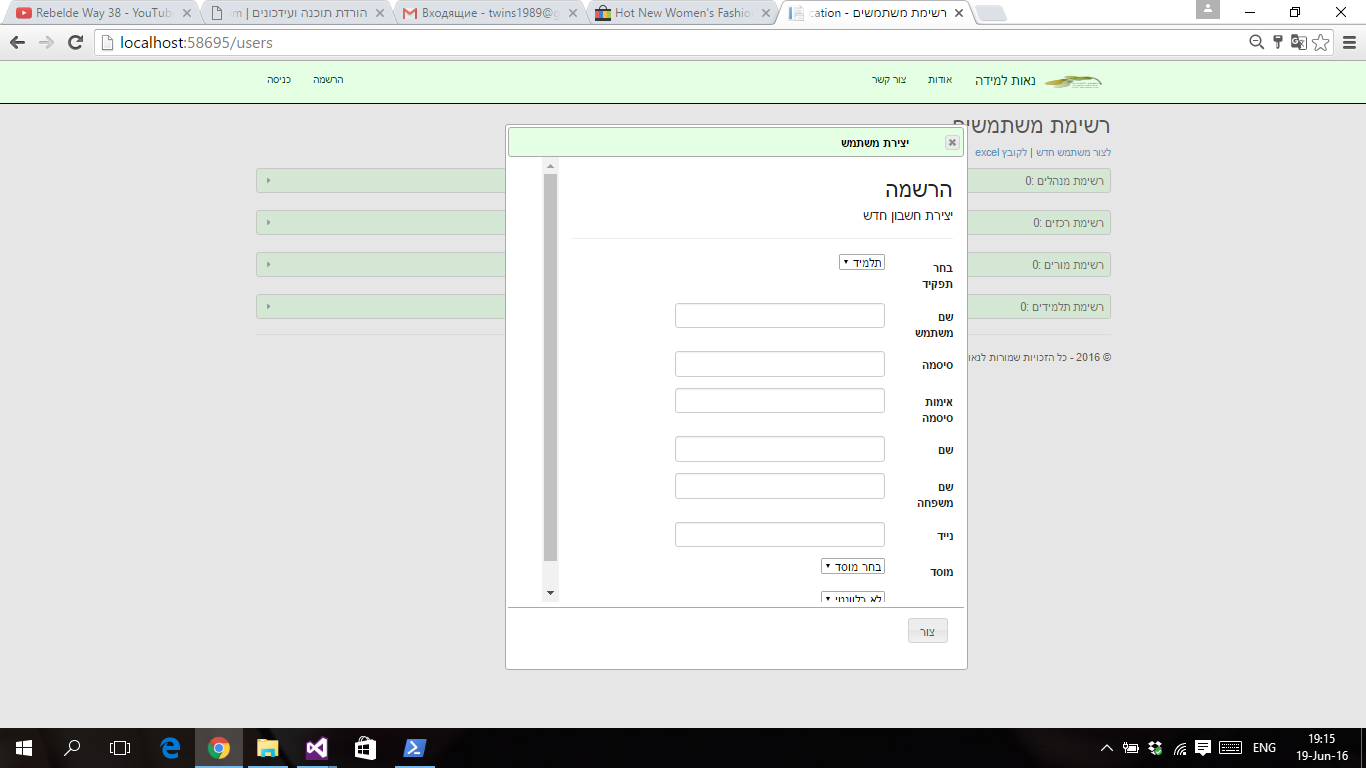 Rebelde Way 38 - YouTube
הורדת תוכנה ועידכונים | m
Входящие - twins1989@g
Hot New Women's Fashio
רשימת משתמשים - cation
localhost:58695/users
נאות למידה
אודות
צור קשר
הרשמה
כניסה
רשימת משתמשים
לצור משתמש חדש | לקובץ excel
רשימת מנהלים :0
רשימת רכזים :0
רשימת מורים :0
רשימת תלמידים :0
© 2016 - כל הזכויות שמורות לנאו
יצירת משתמש
הרשמה
יצירת חשבון חדש
בחר תפקיד
תלמיד
שם משתמש
סיסמה
אימות סיסמה
שם
שם משפחה
נייד
מוסד
בחר מוסד
לא רלוונטי
צור
ENG
19:15
19-Jun-16